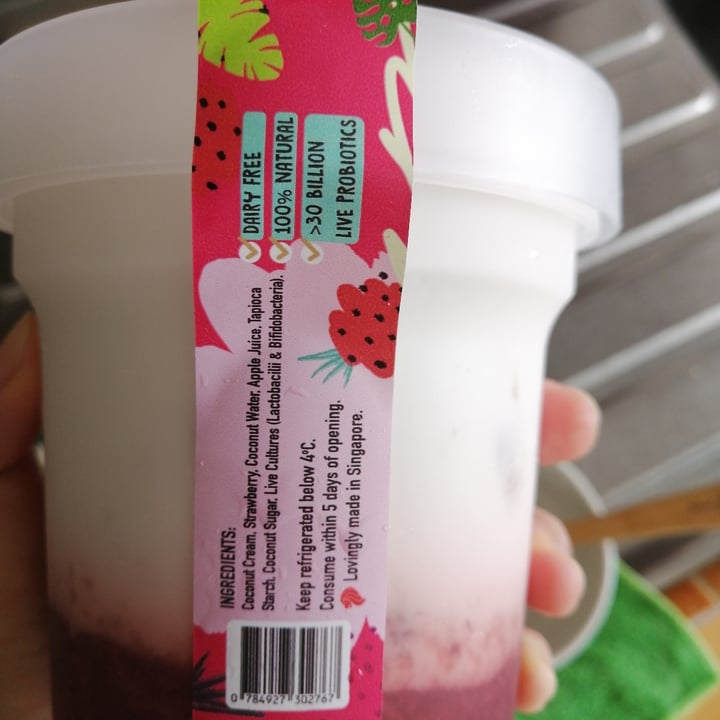 DAIRY FREE
100% NATURAL
>30 BILLION
LIVE PROBIOTICS
INGREDIENTS:
Coconut Cream, Strawberry, Coconut Water, Apple Juice, Tapioca
Starch, Coconut Sugar, Live Cultures (Lactobacilii & Bifidobacteria).
Keep refrigerated below 4ºC.
Consume within 5 days of opening.
Lovingly made in Singapore.
0 784927 302767